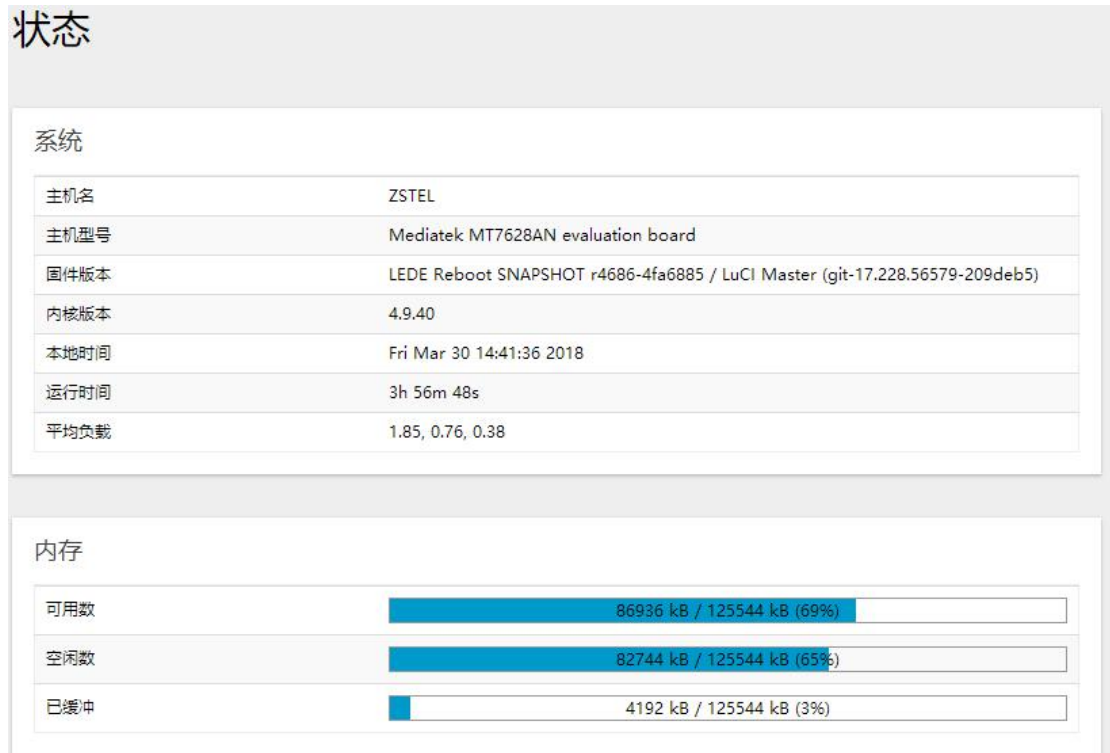 状态
系统
主机名 ZSTEL
主机型号 Mediatek MT7628AN evaluation board
固件版本 LEDE Reboot SNAPSHOT r4686-4fa6885 / LuCI Master (git-17.228.56579-209deb5)
内核版本 4.9.40
本地时间 Fri Mar 30 14:41:36 2018
运行时间 3h 56m 48s
平均负载 1.85, 0.76, 0.38
内存
可用数 86936 kB / 125544 kB (69%)
空闲数 82744 kB / 125544 kB (65%)
已缓冲 4192 kB / 125544 kB (3%)